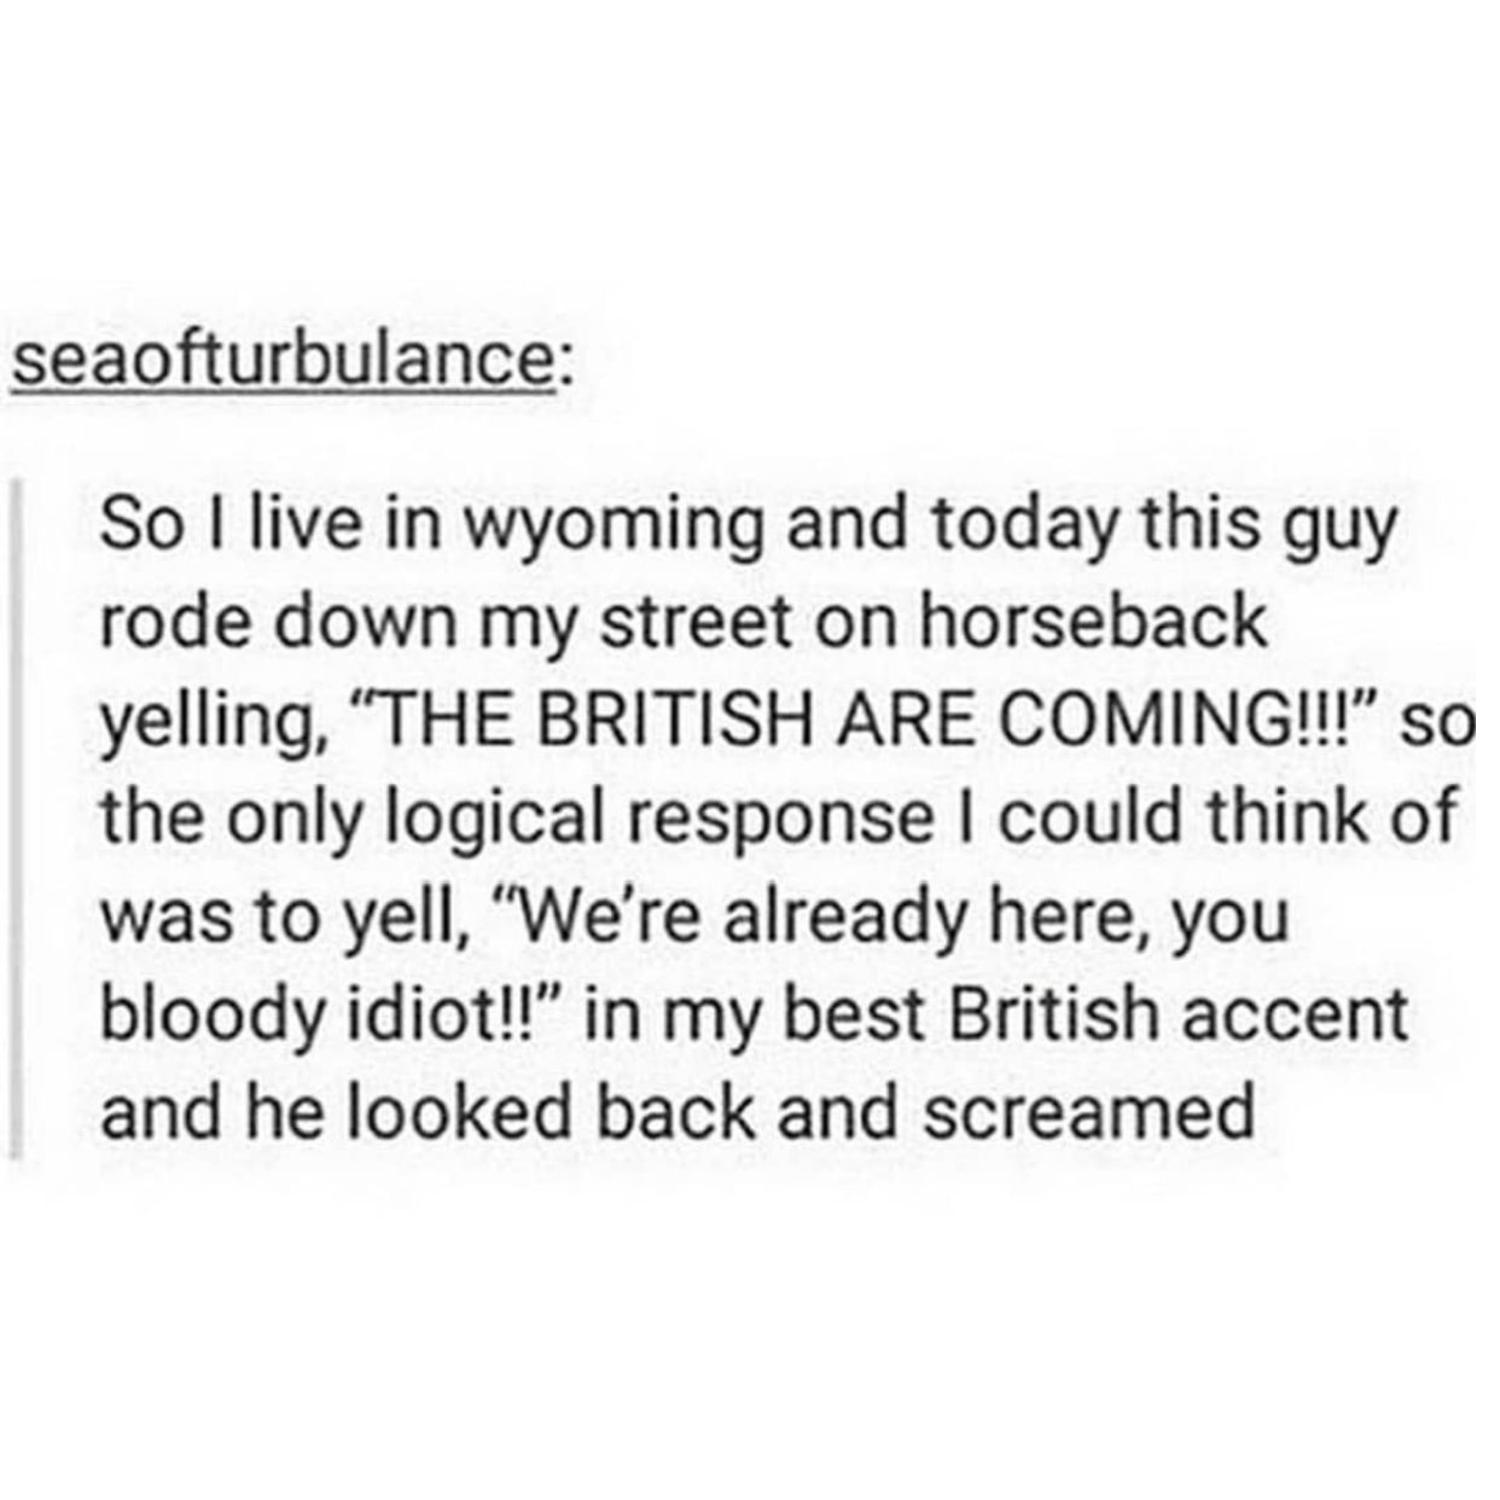 seaofturbulance:
So I live in wyoming and today this guy
rode down my street on horseback
yelling, “THE BRITISH ARE COMING!!!” so
the only logical response I could think of
was to yell, “We’re already here, you
bloody idiot!!” in my best British accent
and he looked back and screamed